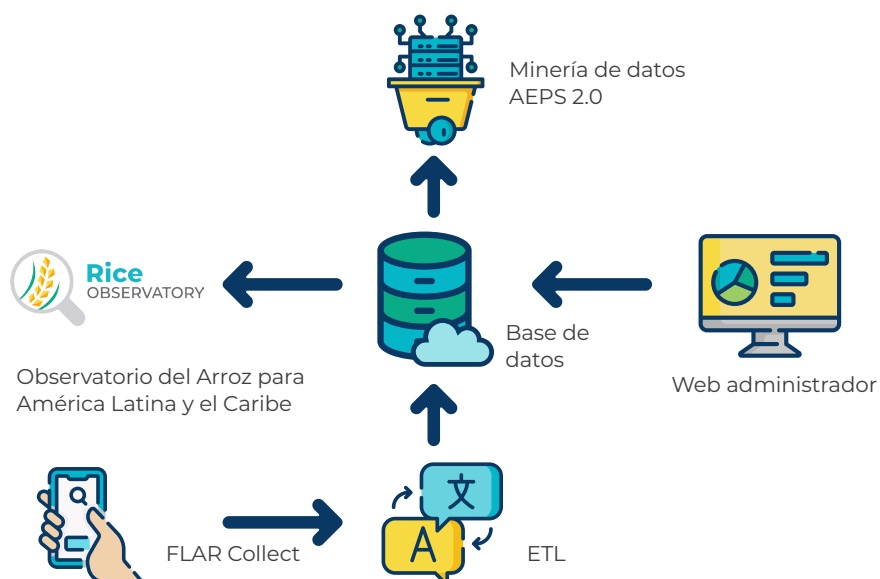 Minería de datos
AEPS 2.0
Rice
OBSERVATORY
Base de
datos
Observatorio del Arroz para
América Latina y el Caribe
Web administrador
文
A
FLAR Collect
ETL